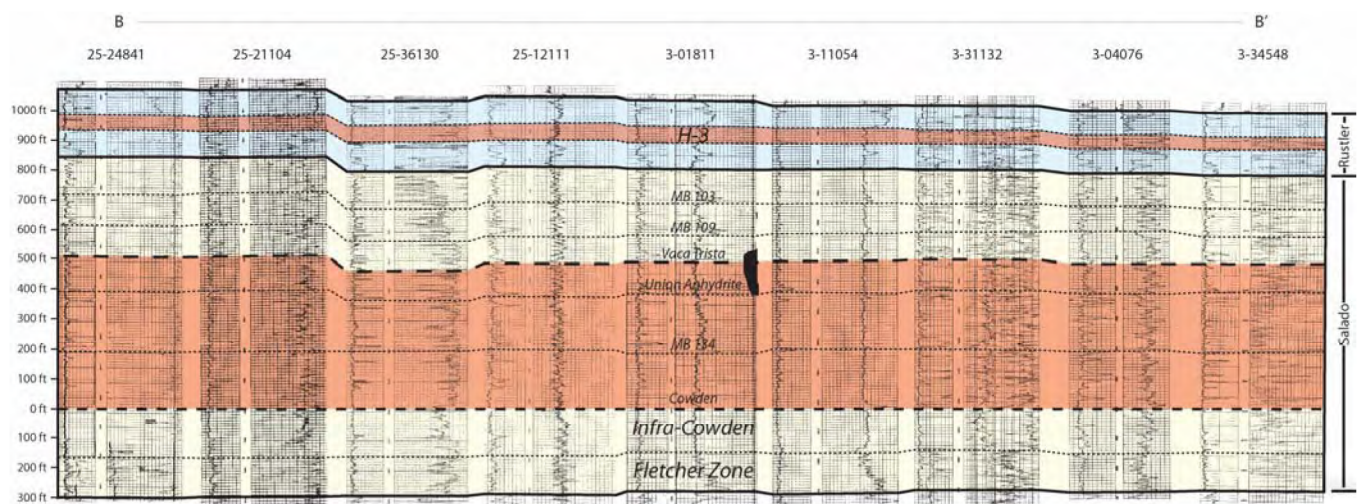 B B'
25-24841 25-21104 25-36130 25-12111 3-01811 3-11054 3-31132 3-04076 3-34548
1000 ft
900 ft
800 ft
700 ft
600 ft
500 ft
400 ft
300 ft
200 ft
100 ft
0 ft
100 ft
200 ft
300 ft
H-3
MB 103
MB 109
Vaca Trista
Union Anhydrite
MB 134
Cowden
Infra-Cowden
Fletcher Zone
Rustler
Salado